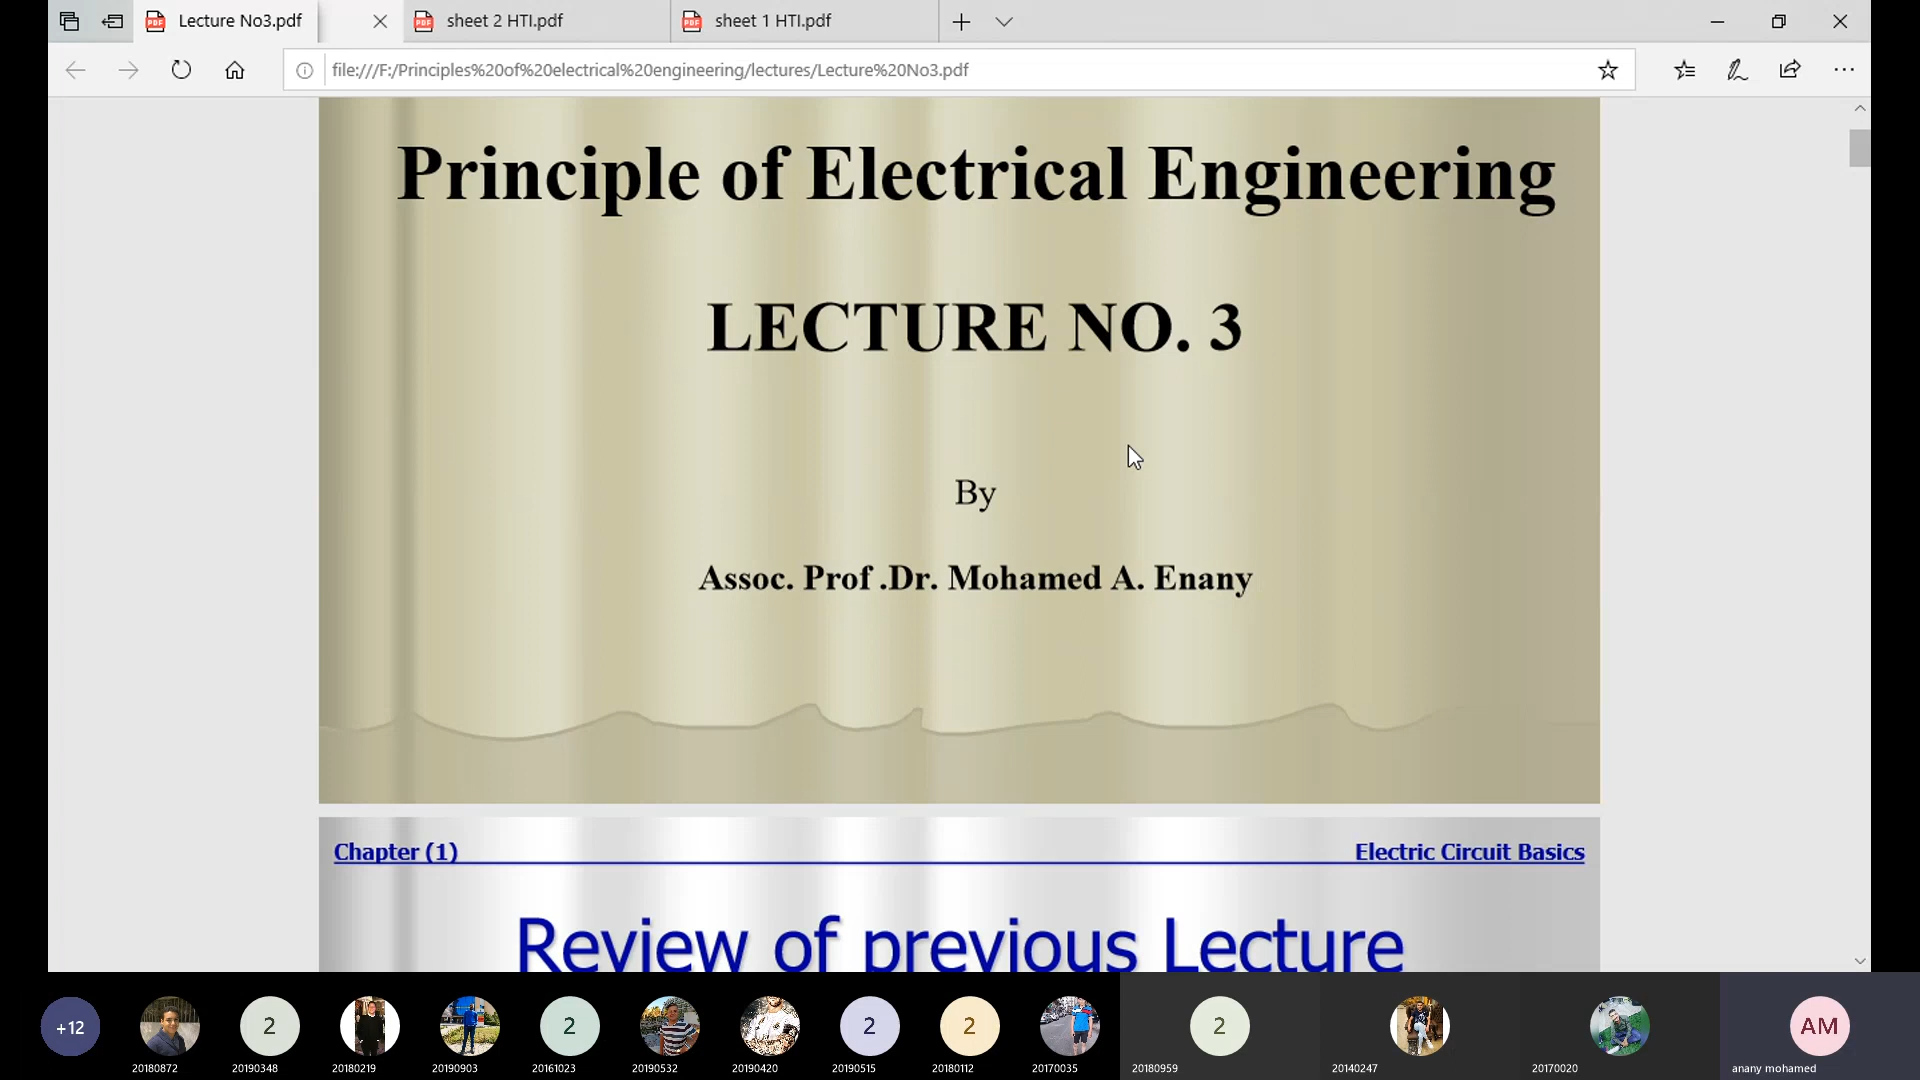 Lecture No3.pdf
sheet 2 HTI.pdf
sheet 1 HTI.pdf
file:///F:/Principles%20of%20electrical%20engineering/lectures/Lecture%20No3.pdf
Principle of Electrical Engineering
LECTURE NO. 3
By
Assoc. Prof .Dr. Mohamed A. Enany
Chapter (1)
Electric Circuit Basics
Review of previous Lecture
+12
2
2
2
2
2
AM
20180872
20190348
20180219
20190903
20161023
20190532
20190420
20190515
20180112
20170035
20180959
20140247
20170020
anany mohamed